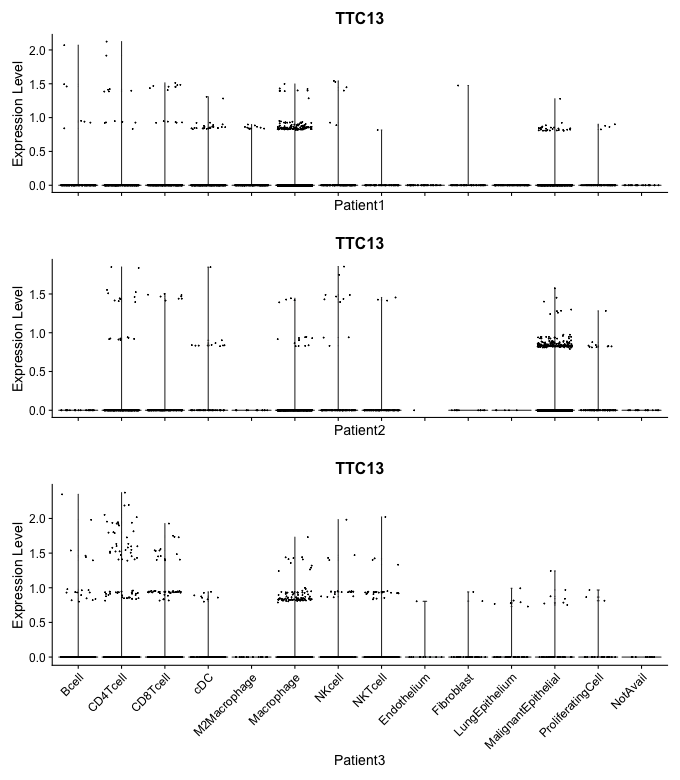 TTC13
Expression Level
2.0
1.5
1.0
0.5
0.0
Patient1
TTC13
Expression Level
1.5
1.0
0.5
0.0
Patient2
TTC13
Expression Level
2.0
1.5
1.0
0.5
0.0
Bcell
CD4Tcell
CD8Tcell
cDC
M2Macrophage
Macrophage
NKcell
NKTcell
Endothelium
Fibroblast
LungEpithelium
MalignantEpithelial
ProliferatingCell
NotAvail
Patient3